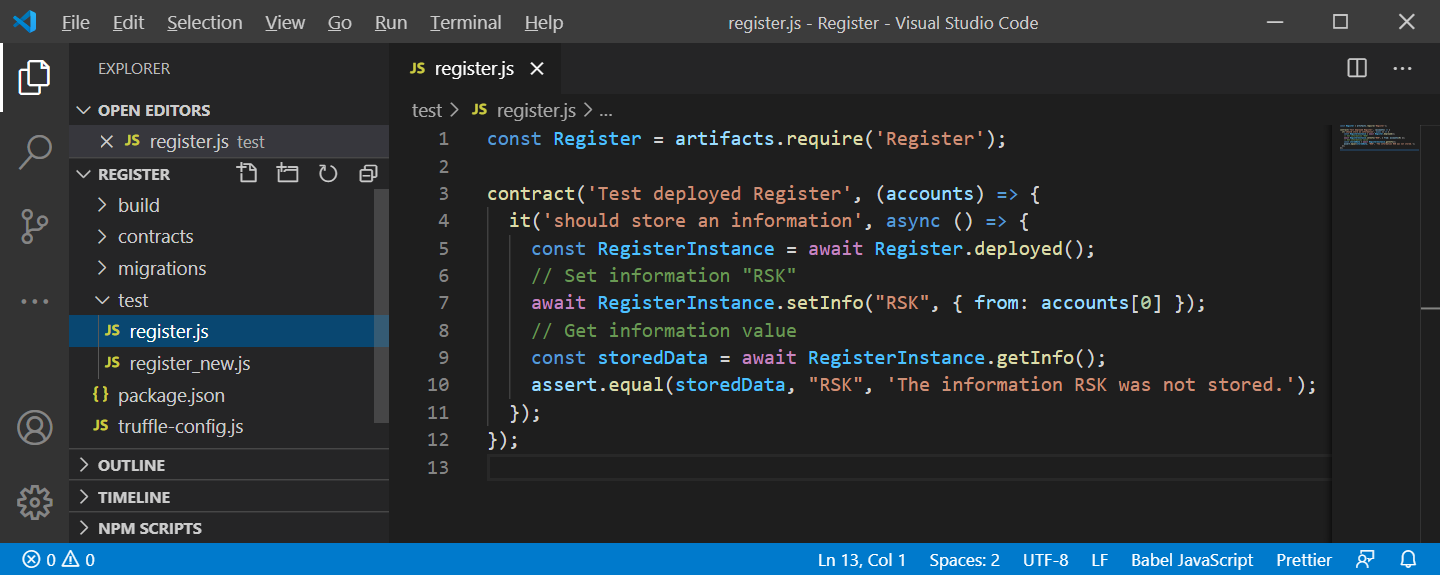 File Edit Selection View Go Run Terminal Help register.js - Register - Visual Studio Code
EXPLORER
OPEN EDITORS
JS register.js test
REGISTER
build
contracts
migrations
test
JS register.js
JS register_new.js
{} package.json
JS truffle-config.js
OUTLINE
TIMELINE
NPM SCRIPTS
JS register.js
test > JS register.js > ...
1 const Register = artifacts.require('Register');
2
3 contract('Test deployed Register', (accounts) => {
4 it('should store an information', async () => {
5 const RegisterInstance = await Register.deployed();
6 // Set information "RSK"
7 await RegisterInstance.setInfo("RSK", { from: accounts[0] });
8 // Get information value
9 const storedData = await RegisterInstance.getInfo();
10 assert.equal(storedData, "RSK", 'The information RSK was not stored.');
11 });
12 });
13
0 0 Ln 13, Col 1 Spaces: 2 UTF-8 LF Babel JavaScript Prettier